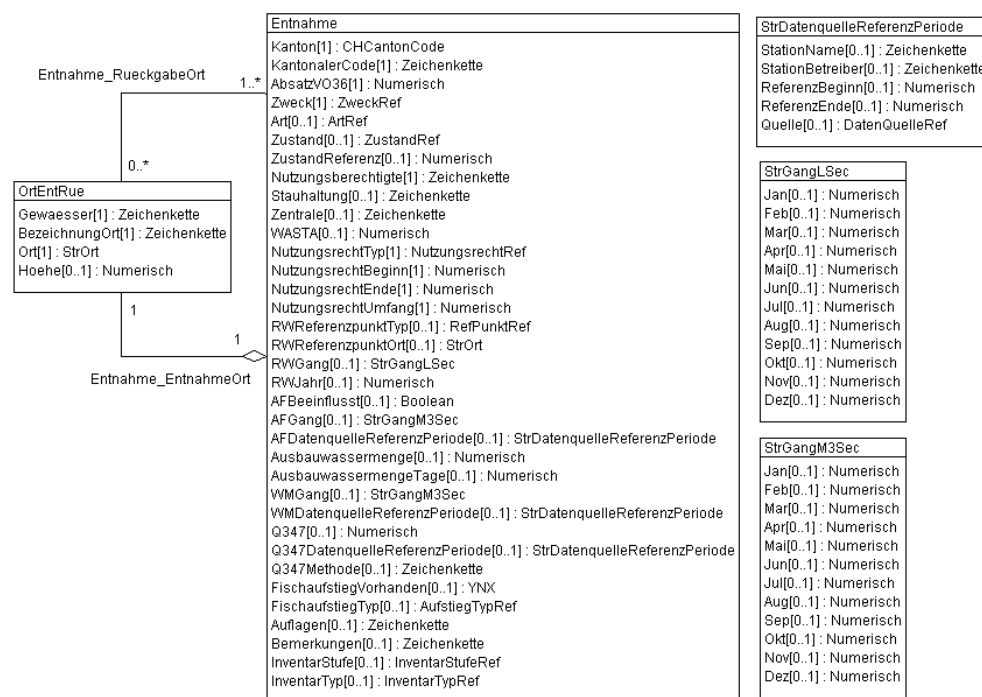 Entnahme
Kanton[1] : CHCantonCode
KantonalerCode[1] : Zeichenkette
AbsatzVO36[1] : Numerisch
Zweck[1] : ZweckRef
Art[0..1] : ArtRef
Zustand[0..1] : ZustandRef
ZustandReferenz[0..1] : Numerisch
Nutzungsberechtigte[1] : Zeichenkette
Stauhaltung[0..1] : Zeichenkette
Zentrale[0..1] : Zeichenkette
WASTA[0..1] : Numerisch
NutzungsrechtTyp[1] : NutzungsrechtRef
NutzungsrechtBeginn[1] : Numerisch
NutzungsrechtEnde[1] : Numerisch
NutzungsrechtUmfang[1] : Numerisch
RWReferenzpunktTyp[0..1] : RefPunktRef
RWReferenzpunktOrt[0..1] : StrOrt
RWGang[0..1] : StrGangLSec
RWJahr[0..1] : Numerisch
AFBeeinflusst[0..1] : Boolean
AFGang[0..1] : StrGangM3Sec
AFDatenquelleReferenzPeriode[0..1] : StrDatenquelleReferenzPeriode
Ausbauwassermenge[0..1] : Numerisch
AusbauwassermengeTage[0..1] : Numerisch
WMGang[0..1] : StrGangM3Sec
WMDatenquelleReferenzPeriode[0..1] : StrDatenquelleReferenzPeriode
Q347[0..1] : Numerisch
Q347DatenquelleReferenzPeriode[0..1] : StrDatenquelleReferenzPeriode
Q347Methode[0..1] : Zeichenkette
FischaufstiegVorhanden[0..1] : YNX
FischaufstiegTyp[0..1] : AufstiegTypRef
Auflagen[0..1] : Zeichenkette
Bemerkungen[0..1] : Zeichenkette
InventarStufe[0..1] : InventarStufeRef
InventarTyp[0..1] : InventarTypRef
Entnahme_RueckgabeOrt
1..*
0..*
OrtEntRue
Gewaesser[1] : Zeichenkette
BezeichnungOrt[1] : Zeichenkette
Ort[1] : StrOrt
Hoehe[0..1] : Numerisch
1
1
Entnahme_EntnahmeOrt
StrDatenquelleReferenzPeriode
StationName[0..1] : Zeichenkette
StationBetreiber[0..1] : Zeichenkette
ReferenzBeginn[0..1] : Numerisch
ReferenzEnde[0..1] : Numerisch
Quelle[0..1] : DatenQuelleRef
StrGangLSec
Jan[0..1] : Numerisch
Feb[0..1] : Numerisch
Mar[0..1] : Numerisch
Apr[0..1] : Numerisch
Mai[0..1] : Numerisch
Jun[0..1] : Numerisch
Jul[0..1] : Numerisch
Aug[0..1] : Numerisch
Sep[0..1] : Numerisch
Okt[0..1] : Numerisch
Nov[0..1] : Numerisch
Dez[0..1] : Numerisch
StrGangM3Sec
Jan[0..1] : Numerisch
Feb[0..1] : Numerisch
Mar[0..1] : Numerisch
Apr[0..1] : Numerisch
Mai[0..1] : Numerisch
Jun[0..1] : Numerisch
Jul[0..1] : Numerisch
Aug[0..1] : Numerisch
Sep[0..1] : Numerisch
Okt[0..1] : Numerisch
Nov[0..1] : Numerisch
Dez[0..1] : Numerisch